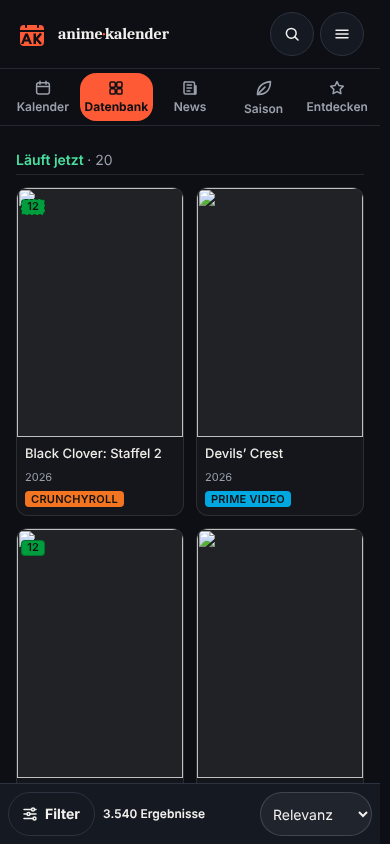 AK anime·kalender
Kalender Datenbank News Saison Entdecken
Läuft jetzt · 20
12
Black Clover: Staffel 2
2026
CRUNCHYROLL
Devils’ Crest
2026
PRIME VIDEO
12
Filter 3.540 Ergebnisse Relevanz